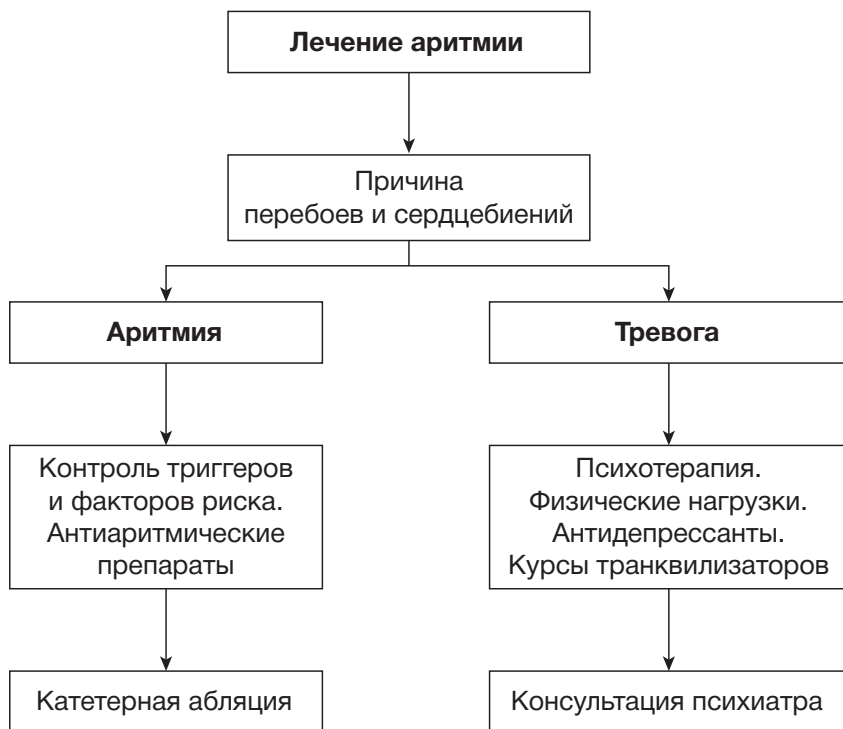 Лечение аритмии
Причина
перебоев и сердцебиений
Аритмия
Тревога
Контроль триггеров
и факторов риска.
Антиаритмические
препараты
Психотерапия.
Физические нагрузки.
Антидепрессанты.
Курсы транквилизаторов
Катетерная абляция
Консультация психиатра